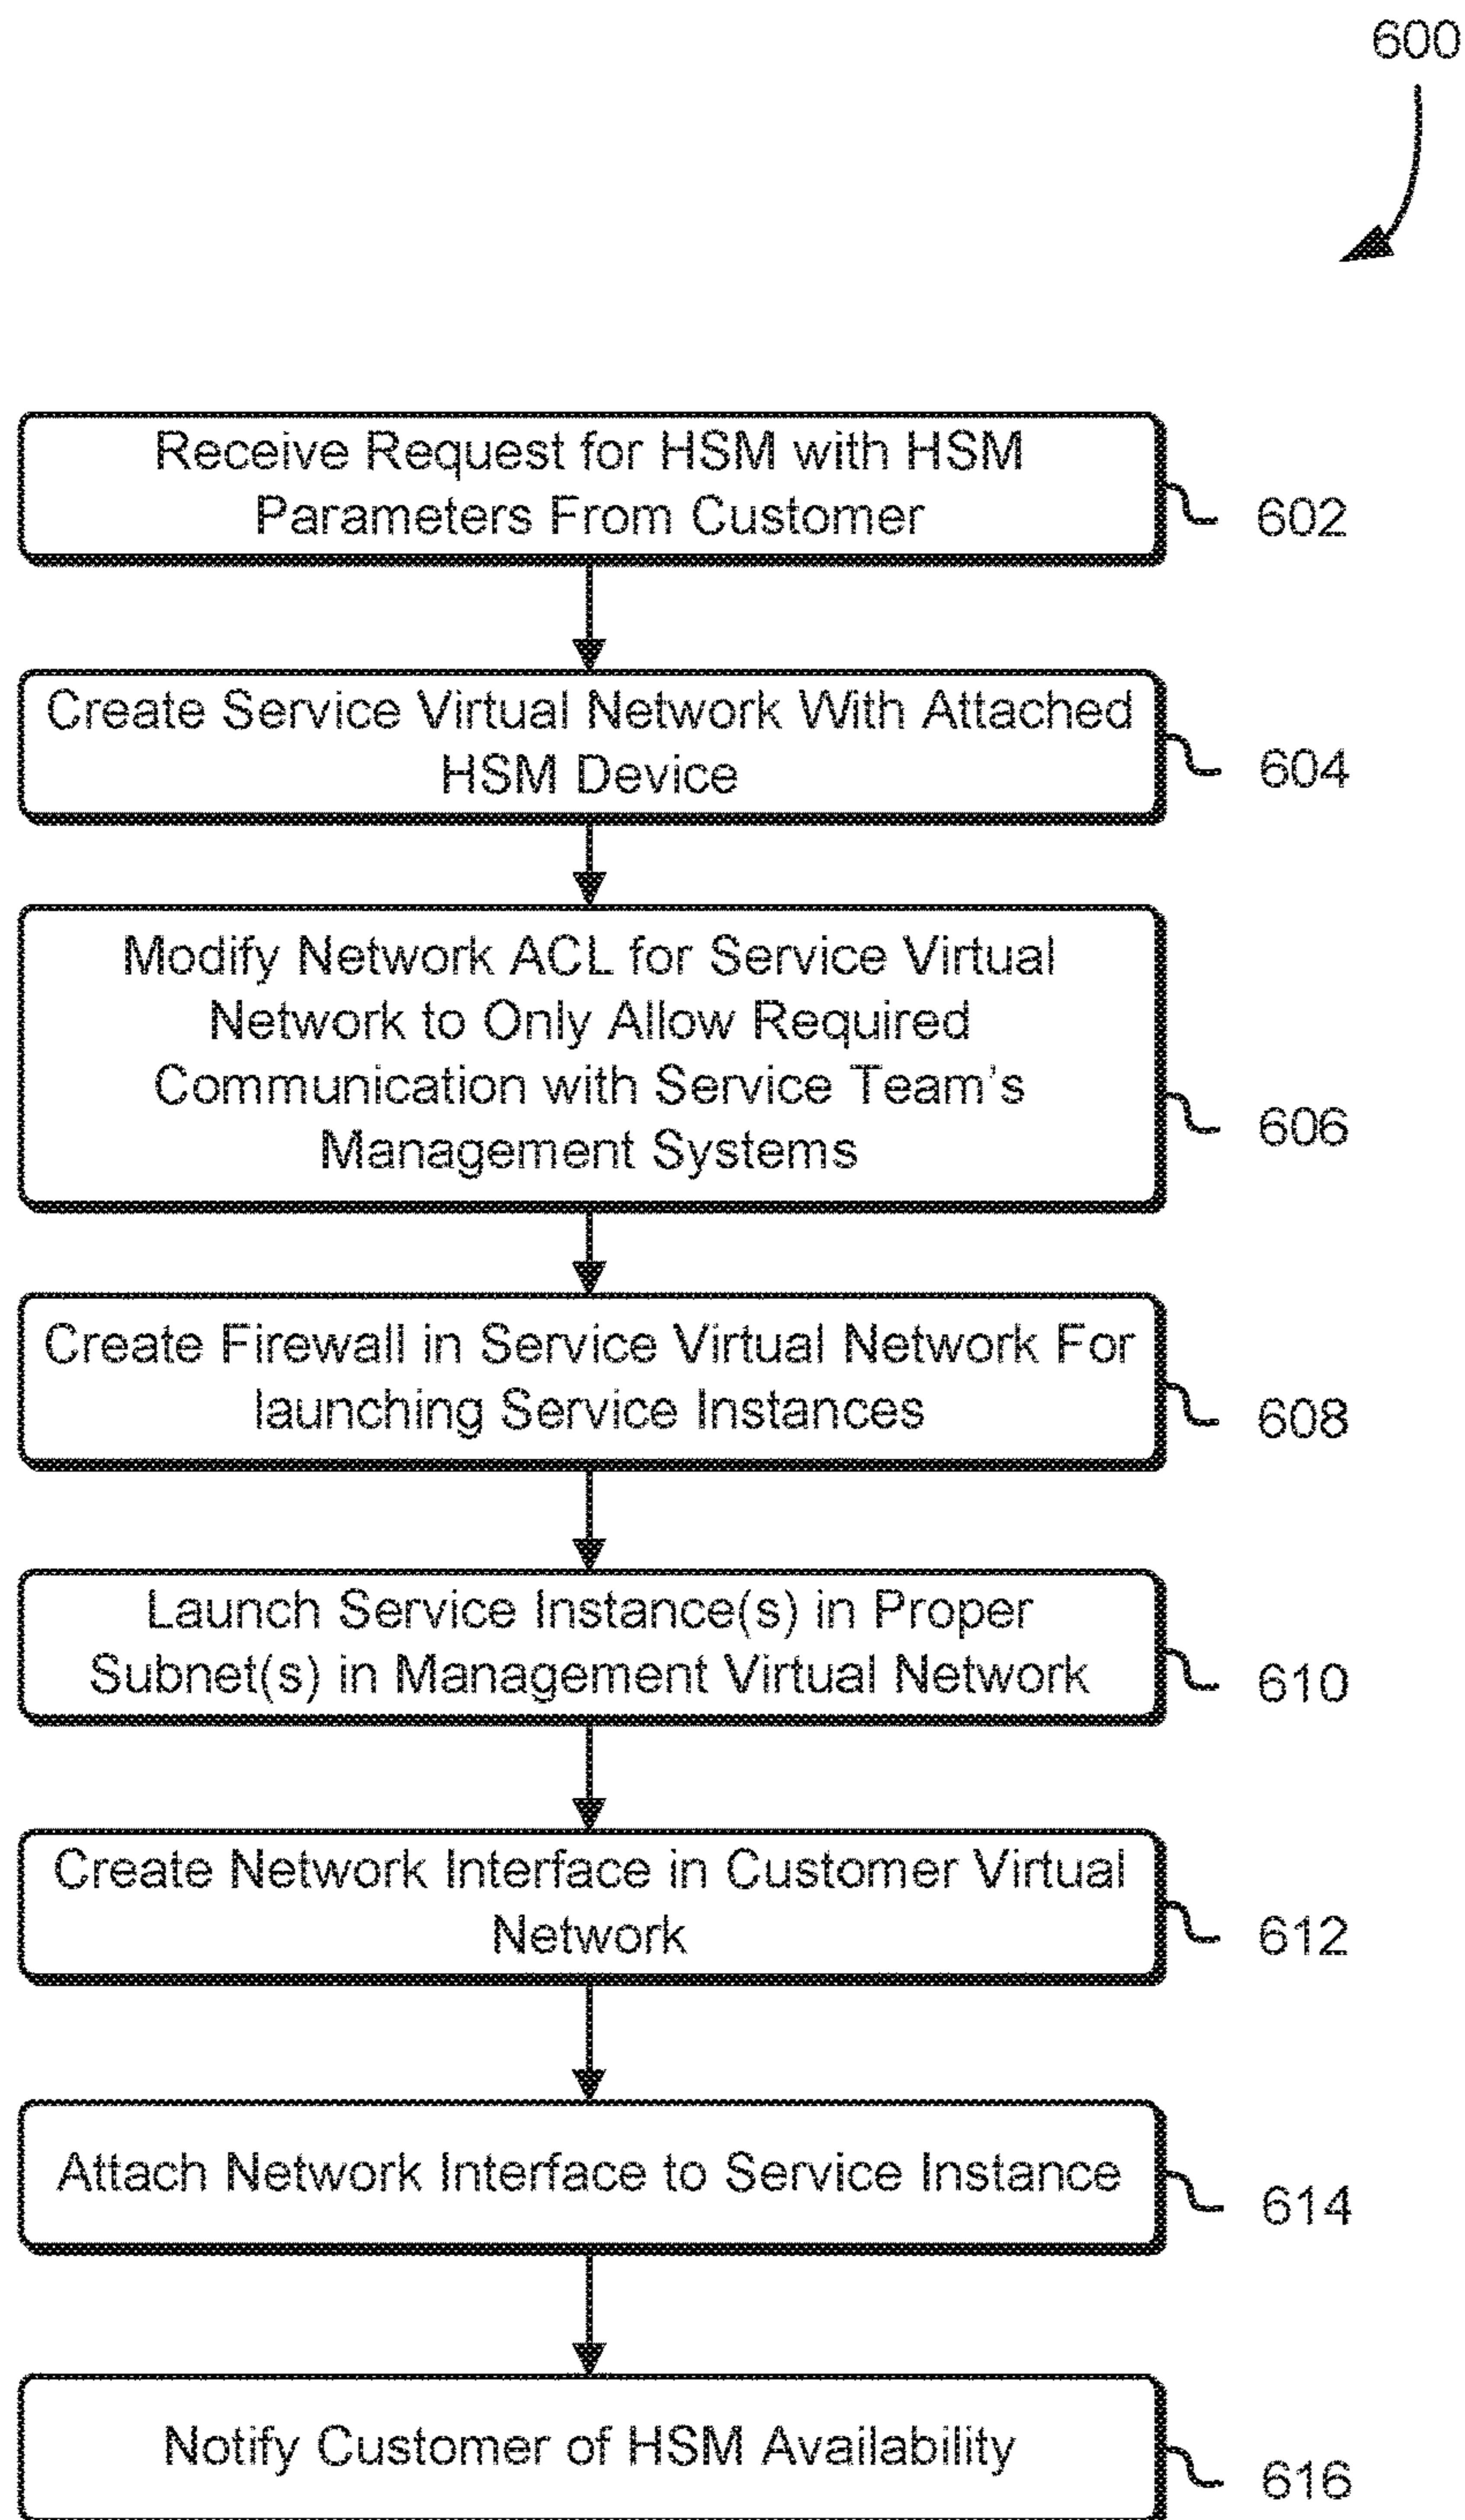 600
Receive Request for HSM with HSM
Parameters From Customer
602
Create Service Virtual Network With Attached
HSM Device
604
Modify Network ACL for Service Virtual
Network to Only Allow Required
Communication with Service Team's
Management Systems
606
Create Firewall in Service Virtual Network For
launching Service Instances
608
Launch Service Instance(s) in Proper
Subnet(s) in Management Virtual Network
610
Create Network Interface in Customer Virtual
Network
612
Attach Network Interface to Service Instance
614
Notify Customer of HSM Availability
616